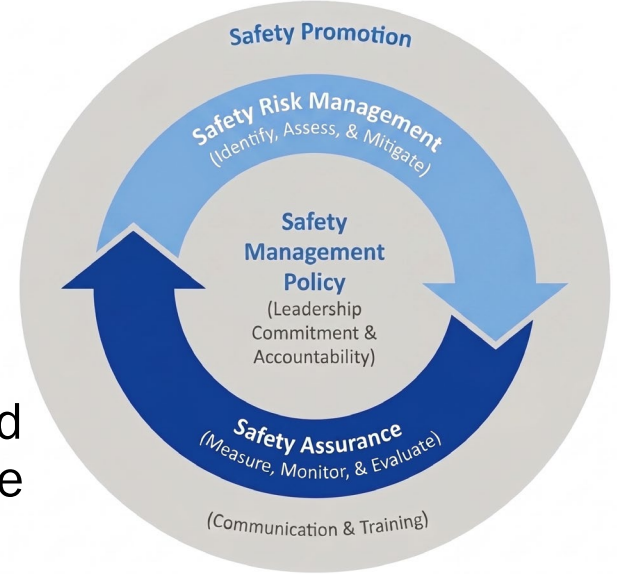 Safety Promotion
Safety Risk Management
(Identify, Assess, & Mitigate)
Safety
Management
Policy
(Leadership
Commitment &
Accountability)
d
e
Safety Assurance
(Measure, Monitor, & Evaluate)
(Communication & Training)